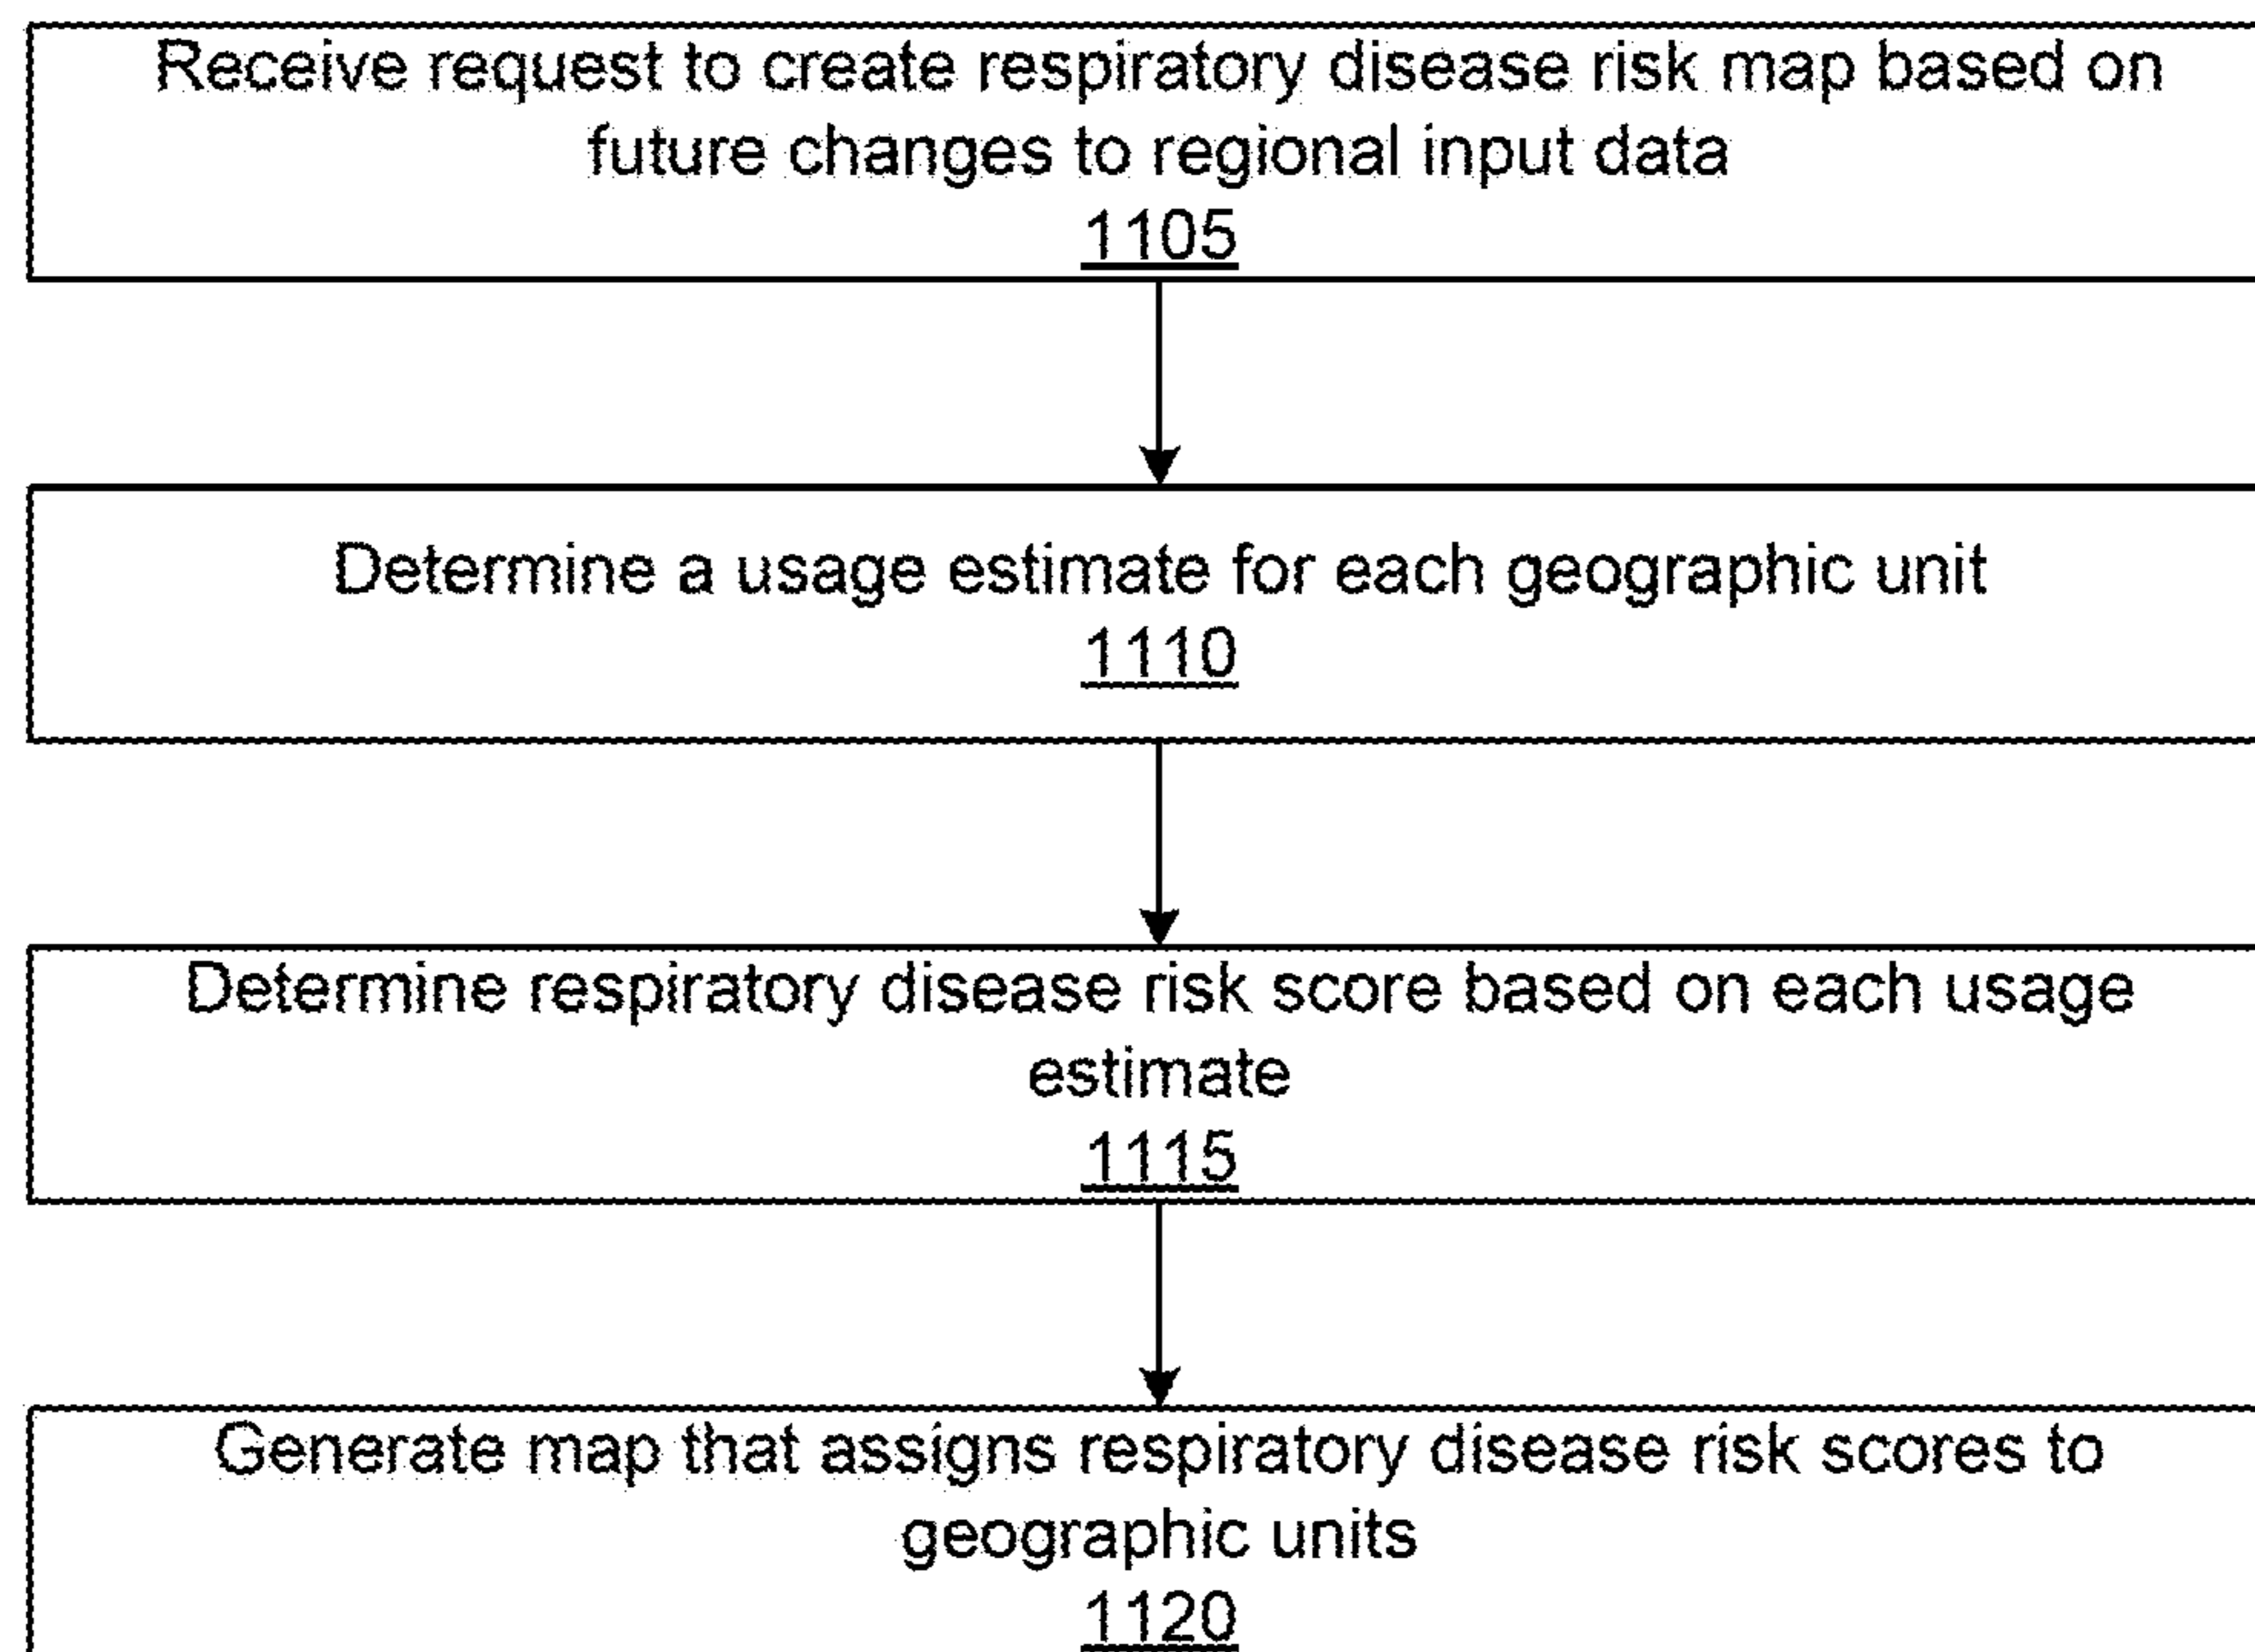 Receive request to create respiratory disease risk map based on
future changes to regional input data
1105
Determine a usage estimate for each geographic unit
1110
Determine respiratory disease risk score based on each usage
estimate
1115
Generate map that assigns respiratory disease risk scores to
geographic units
1120